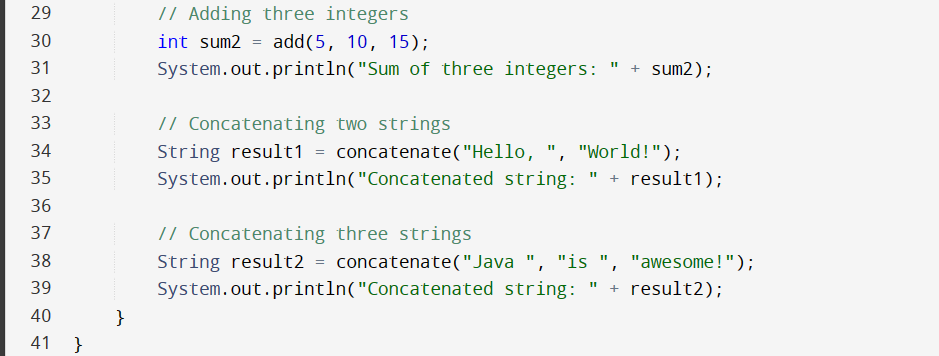 29 // Adding three integers
30 int sum2 = add(5, 10, 15);
31 System.out.println("Sum of three integers: " + sum2);
32
33 // Concatenating two strings
34 String result1 = concatenate("Hello, ", "World!");
35 System.out.println("Concatenated string: " + result1);
36
37 // Concatenating three strings
38 String result2 = concatenate("Java ", "is ", "awesome!");
39 System.out.println("Concatenated string: " + result2);
40 }
41 }